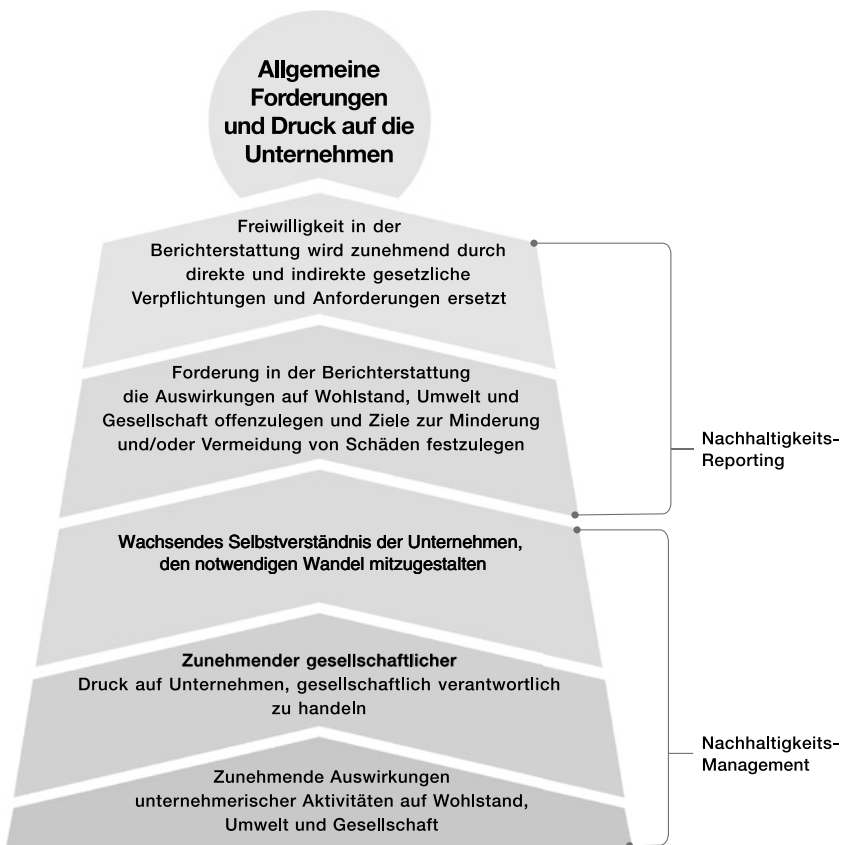 Allgemeine
Forderungen
und Druck auf die
Unternehmen
Freiwilligkeit in der
Berichterstattung wird zunehmend durch
direkte und indirekte gesetzliche
Verpflichtungen und Anforderungen ersetzt
Forderung in der Berichterstattung
die Auswirkungen auf Wohlstand, Umwelt und
Gesellschaft offenzulegen und Ziele zur Minderung
und/oder Vermeidung von Schäden festzulegen
Nachhaltigkeits-
Reporting
Wachsendes Selbstverständnis der Unternehmen,
den notwendigen Wandel mitzugestalten
Zunehmender gesellschaftlicher
Druck auf Unternehmen, gesellschaftlich verantwortlich
zu handeln
Zunehmende Auswirkungen
unternehmerischer Aktivitäten auf Wohlstand,
Umwelt und Gesellschaft
Nachhaltigkeits-
Management